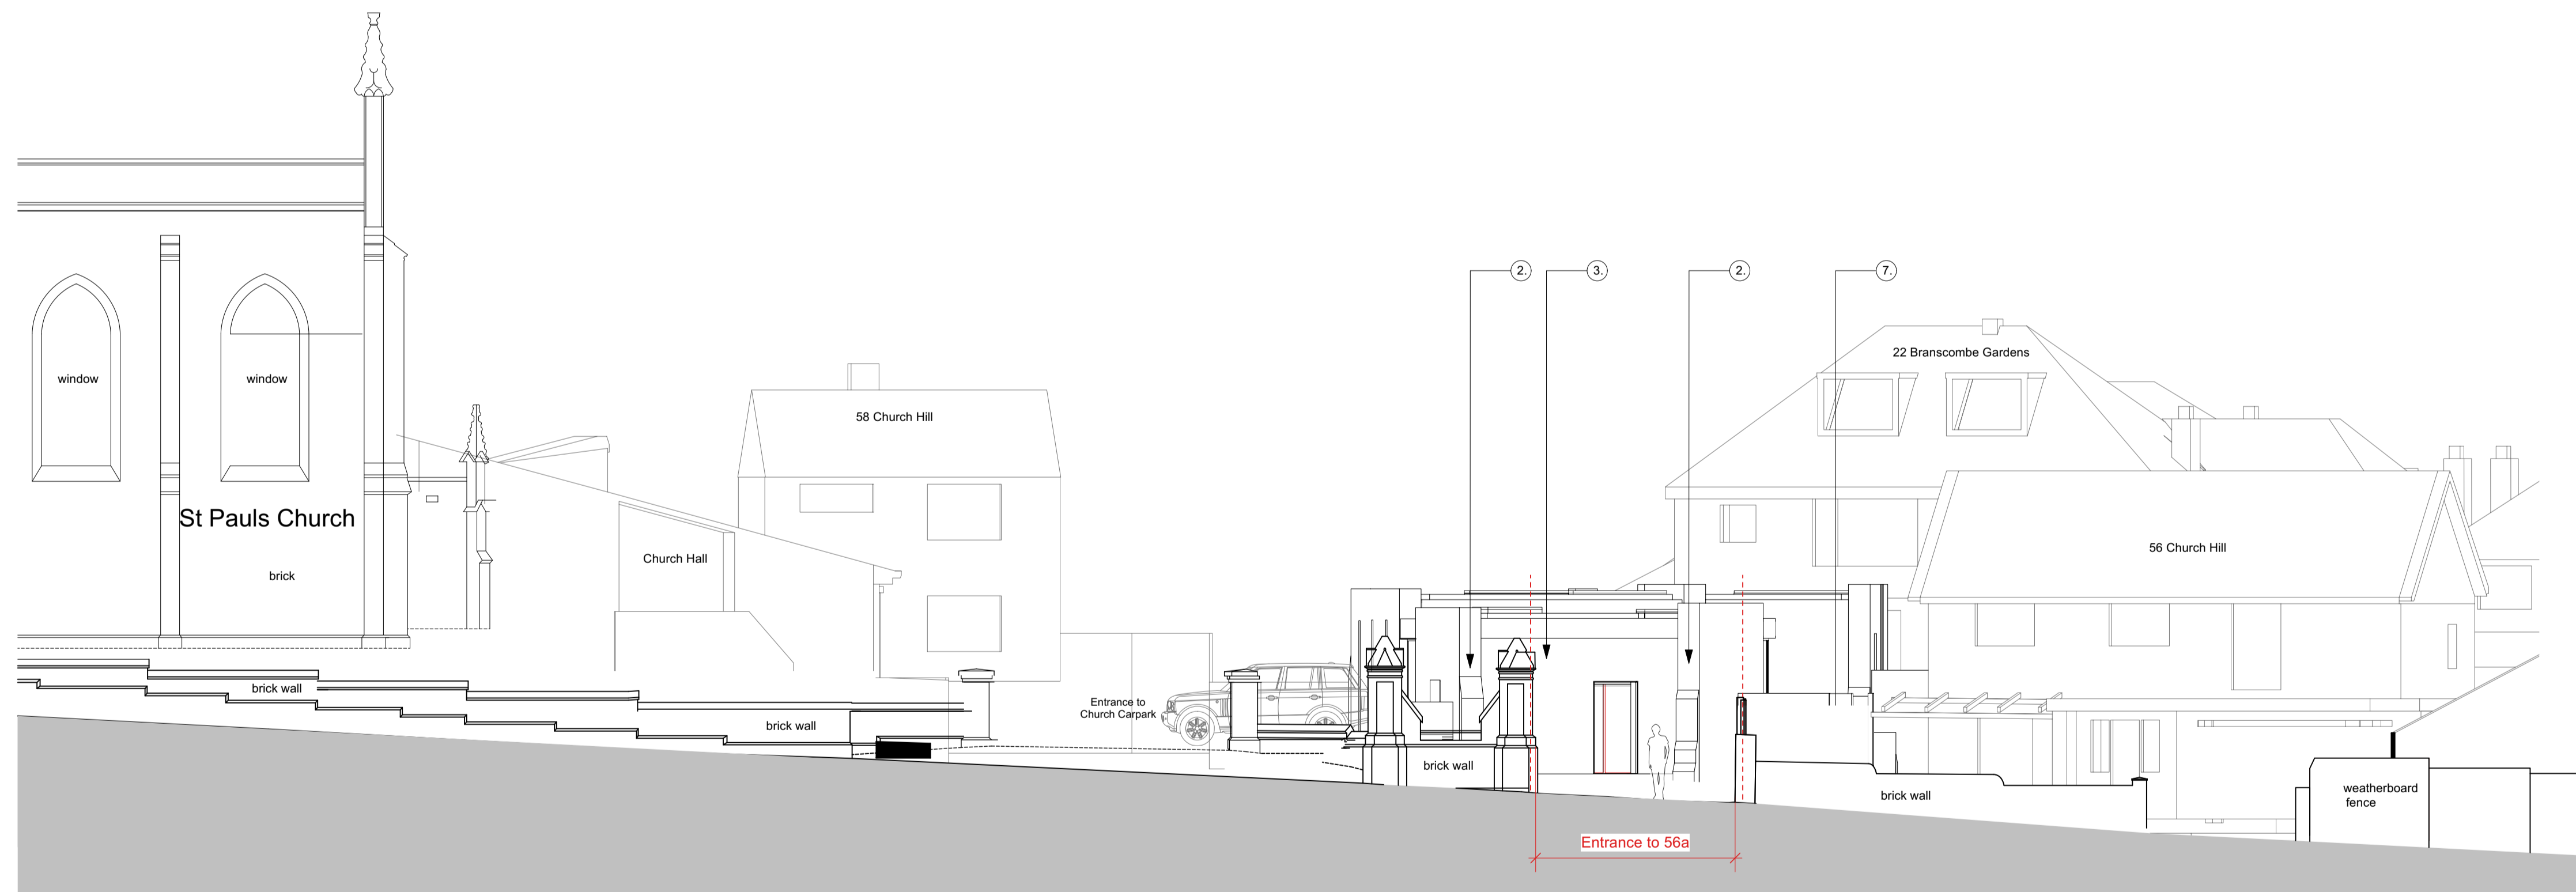 2.
3.
2.
7.
22 Branscombe Gardens
window
window
58 Church Hill
St Pauls Church
56 Church Hill
Church Hall
brick
brick wall
Entrance to
Church Carpark
brick wall
brick wall
brick wall
weatherboard
fence
Entrance to 56a